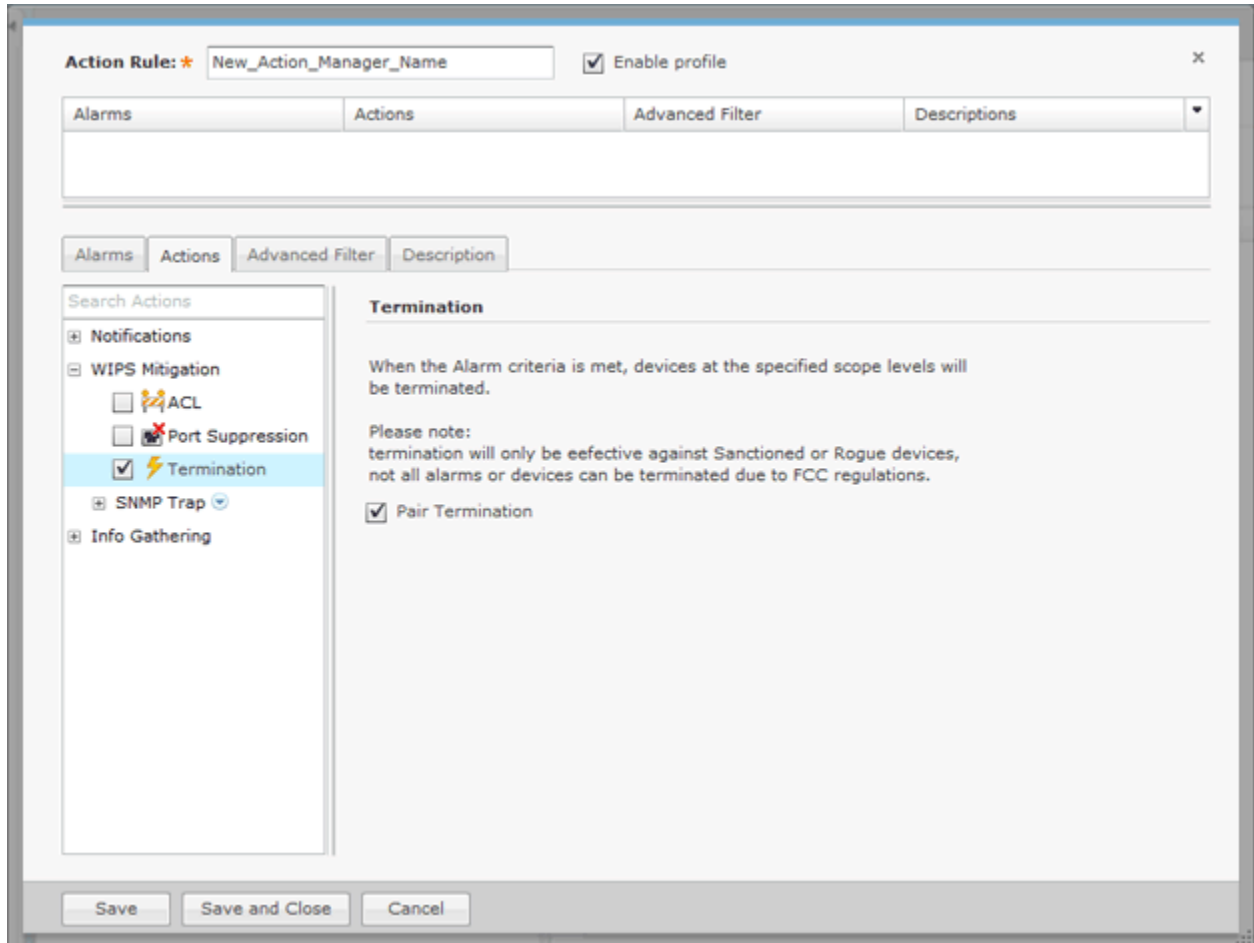 Action Rule: * New_Action_Manager_Name Enable profile
Alarms Actions Advanced Filter Descriptions
Alarms Actions Advanced Filter Description
Search Actions
Notifications
WIPS Mitigation
ACL
Port Suppression
Termination
SNMP Trap
Info Gathering
Termination
When the Alarm criteria is met, devices at the specified scope levels will
be terminated.
Please note:
termination will only be eefective against Sanctioned or Rogue devices,
not all alarms or devices can be terminated due to FCC regulations.
Pair Termination
Save Save and Close Cancel